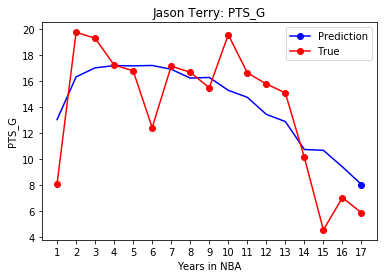 Jason Terry: PTS_G
Prediction
True
PTS_G
20
18
16
14
12
10
8
6
4
1 2 3 4 5 6 7 8 9 10 11 12 13 14 15 16 17
Years in NBA